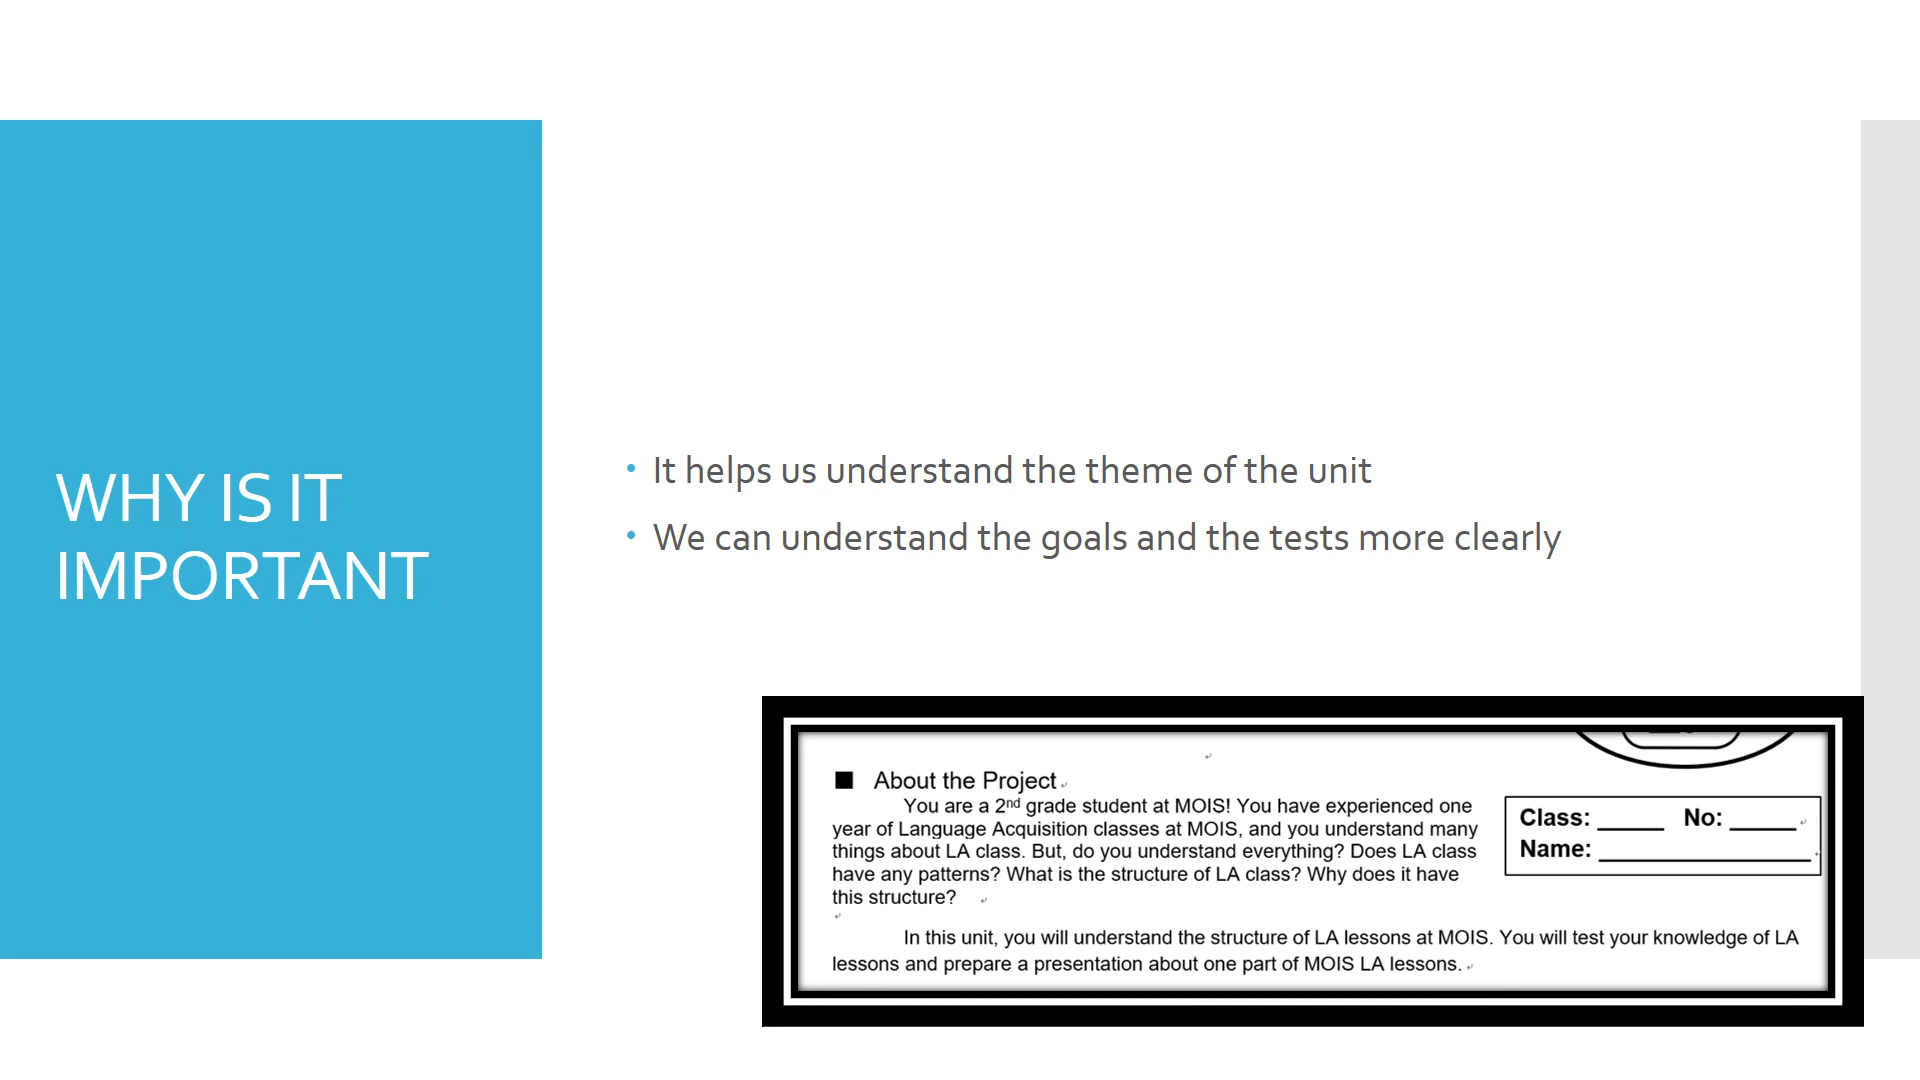 WHY IS IT
IMPORTANT
• It helps us understand the theme of the unit
• We can understand the goals and the tests more clearly
■ About the Project
You are a 2nd grade student at MOIS! You have experienced one
year of Language Acquisition classes at MOIS, and you understand many
things about LA class. But, do you understand everything? Does LA class
have any patterns? What is the structure of LA class? Why does it have
this structure?
Class: _____ No: _____
Name: ________________
In this unit, you will understand the structure of LA lessons at MOIS. You will test your knowledge of LA
lessons and prepare a presentation about one part of MOIS LA lessons.